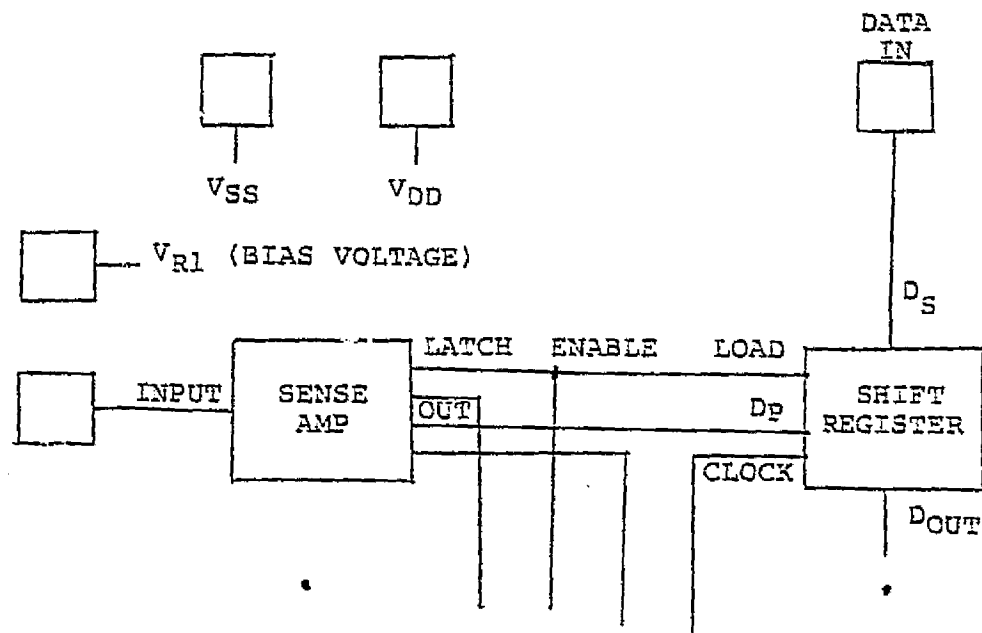 DATA
IN
VSS
VDD
VR1 (BIAS VOLTAGE)
DS
LATCH ENABLE LOAD
INPUT
SENSE
AMP
OUT
Dp
SHIFT
REGISTER
CLOCK
DOUT